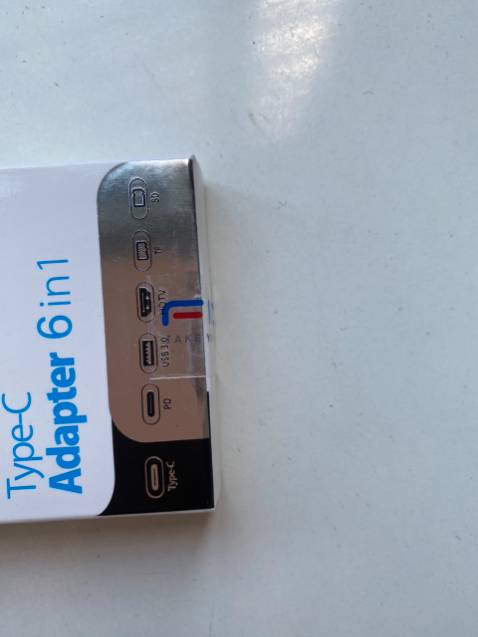 Type-C
Adapter 6 in 1
Type-C
PD
USB 3.0
HDTV
TF
SD